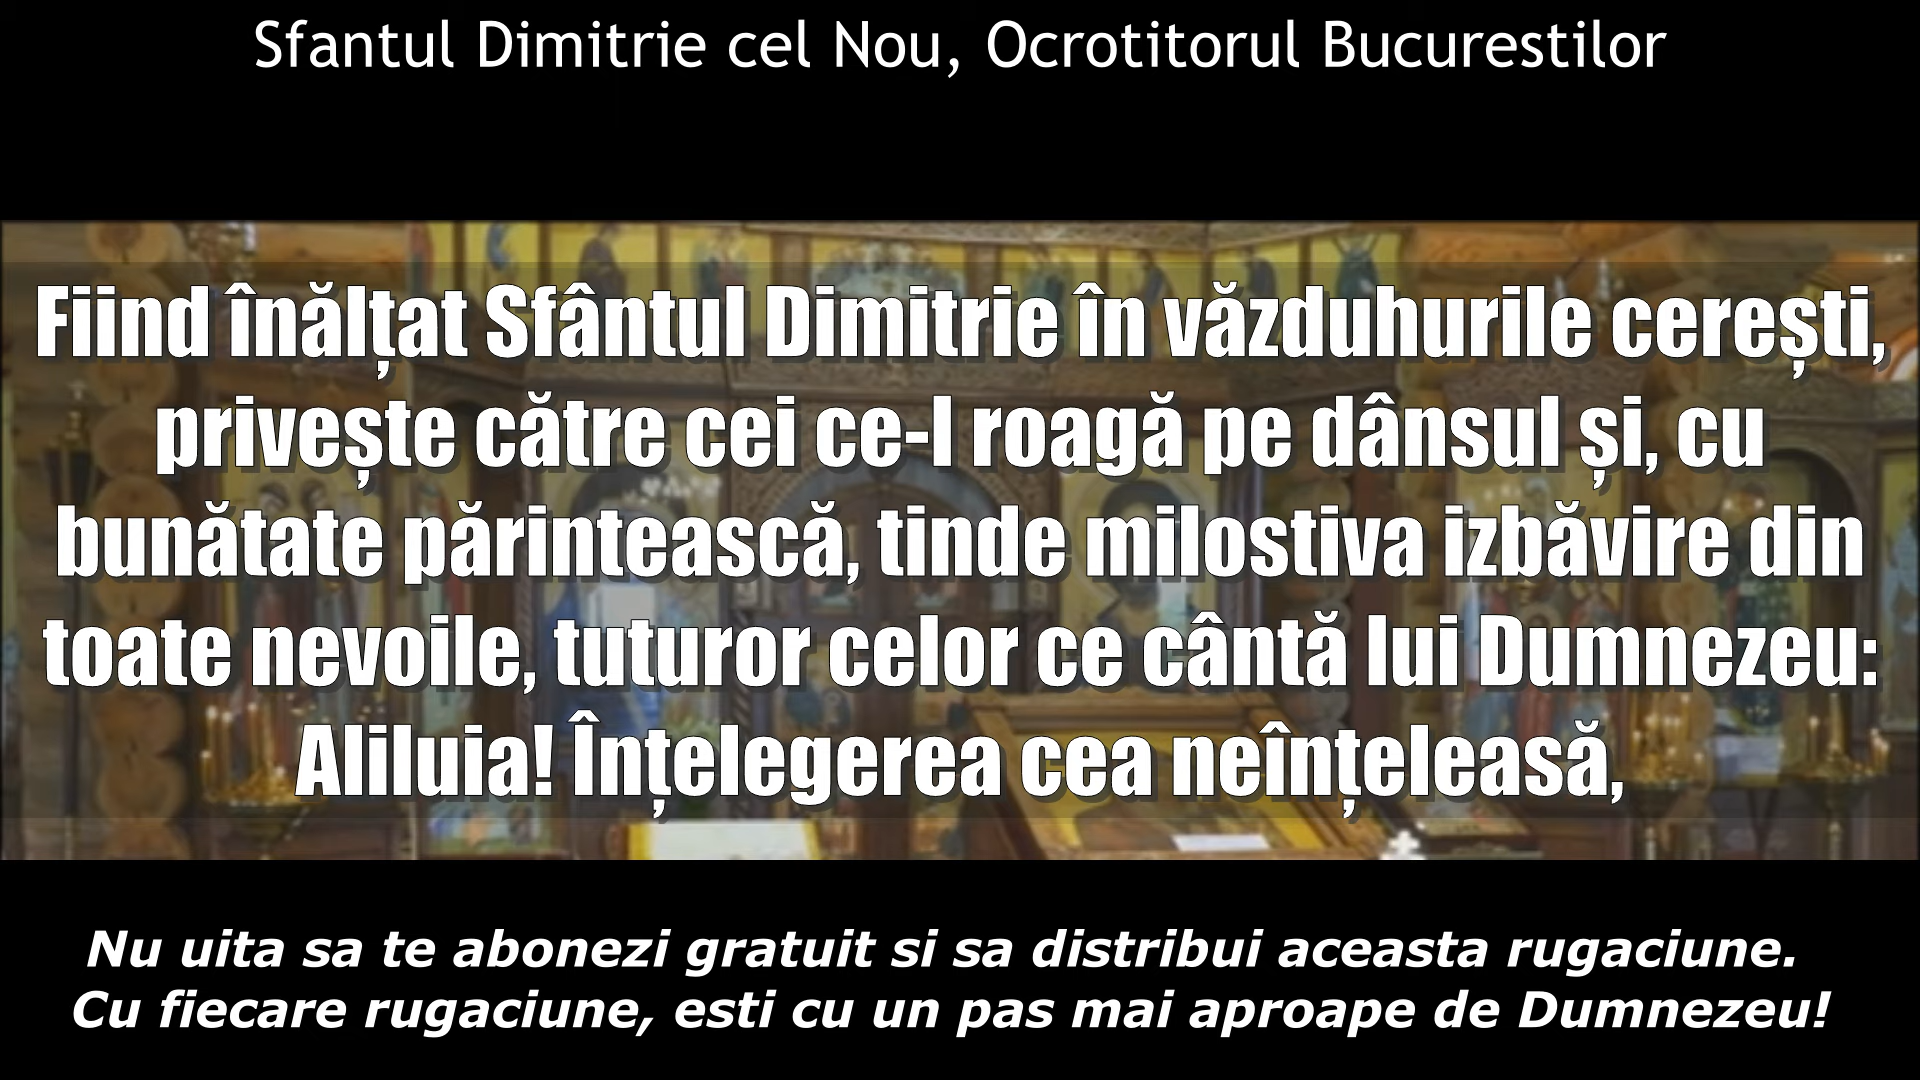 Sfantul Dimitrie cel Nou, Ocrotitorul Bucurestilor
Fiind înălțat Sfântul Dimitrie în văzduhurile cerești,
privește către cei ce-l roagă pe dânsul și, cu
bunătate părintească, tinde milostiva izbăvire din
toate nevoile, tuturor celor ce cântă lui Dumnezeu:
Aliluia! Înțelegerea cea neînțeleasă,
Nu uita sa te abonezi gratuit si sa distribui aceasta rugaciune.
Cu fiecare rugaciune, esti cu un pas mai aproape de Dumnezeu!